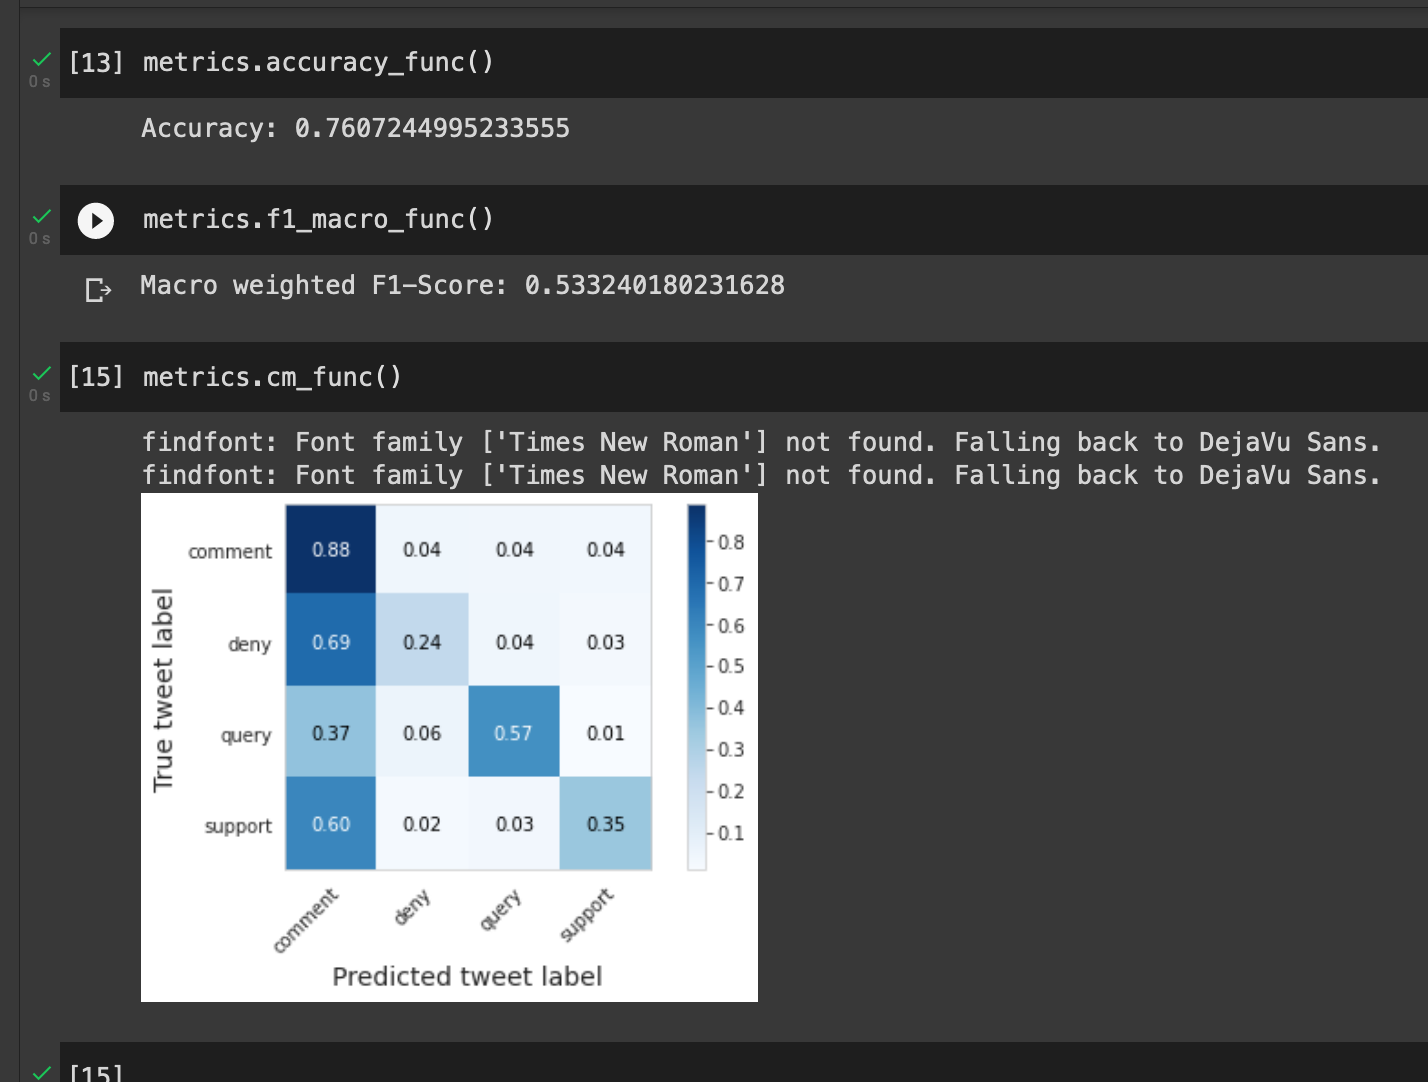 [13] metrics.accuracy_func()
0 s
Accuracy: 0.7607244995233555
metrics.f1_macro_func()
0 s
Macro weighted F1-Score: 0.533240180231628
[15] metrics.cm_func()
0 s
findfont: Font family ['Times New Roman'] not found. Falling back to DejaVu Sans.
findfont: Font family ['Times New Roman'] not found. Falling back to DejaVu Sans.
True tweet label
comment 0.88 0.04 0.04 0.04
deny 0.69 0.24 0.04 0.03
query 0.37 0.06 0.57 0.01
support 0.60 0.02 0.03 0.35
comment deny query support
Predicted tweet label
0.8
0.7
0.6
0.5
0.4
0.3
0.2
0.1
[15]